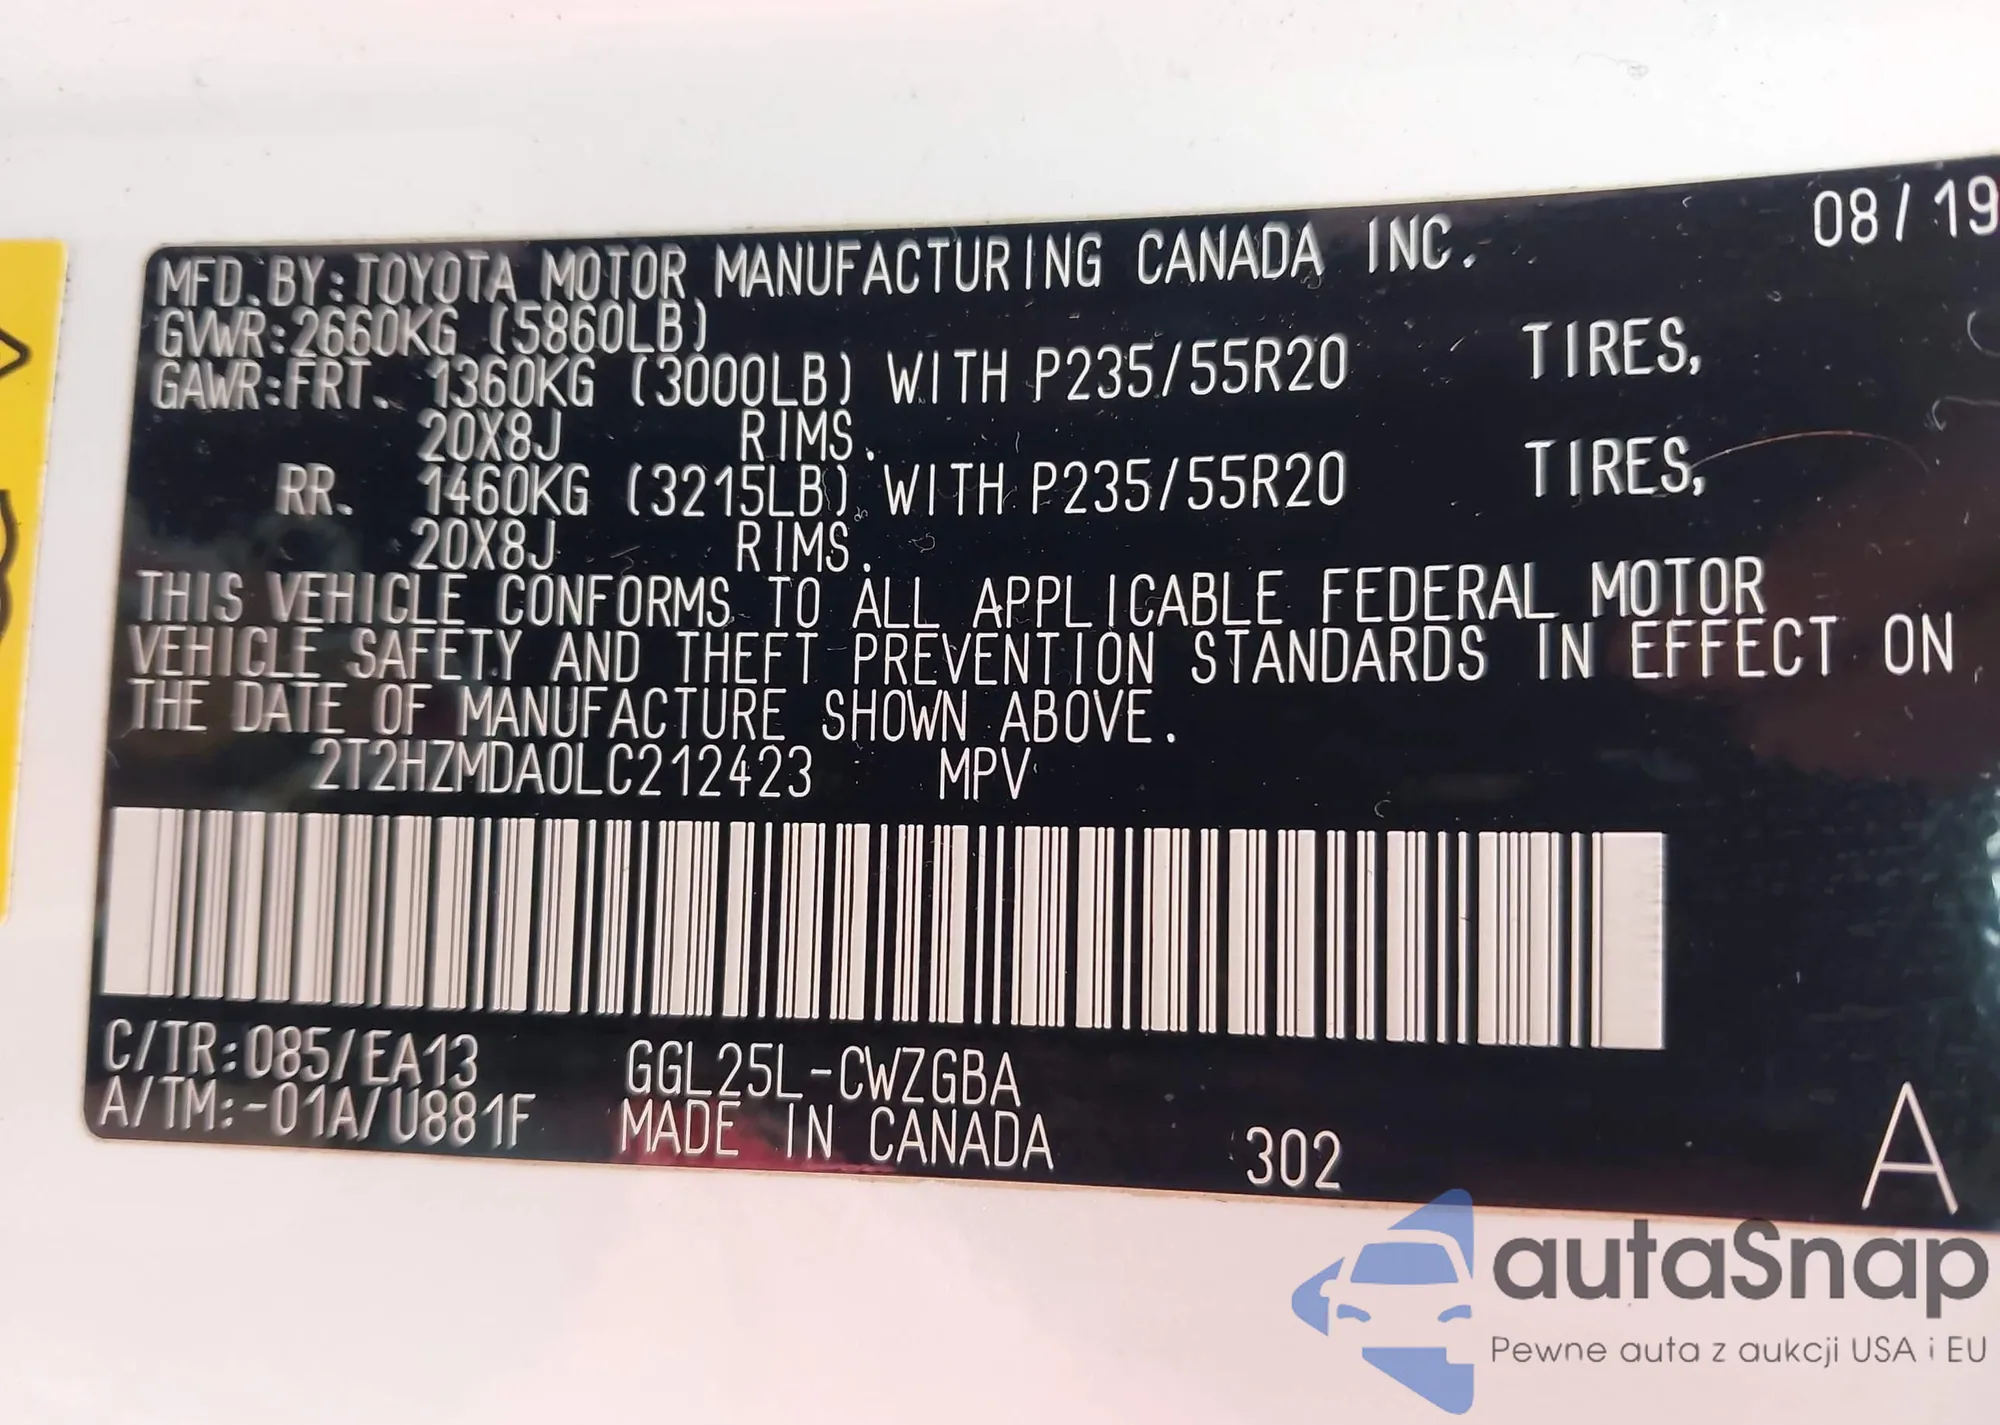 08/19
MFD.BY:TOYOTA MOTOR MANUFACTURING CANADA INC.
GVWR:2660KG (5860LB)
GAWR:FRT. 1360KG (3000LB) WITH P235/55R20 TIRES,
20X8J RIMS.
RR. 1460KG (3215LB) WITH P235/55R20 TIRES,
20X8J RIMS.
THIS VEHICLE CONFORMS TO ALL APPLICABLE FEDERAL MOTOR
VEHICLE SAFETY AND THEFT PREVENTION STANDARDS IN EFFECT ON
THE DATE OF MANUFACTURE SHOWN ABOVE.
2T2HZMDA0LC212423 MPV
C/TR:085/EA13 GGL25L-CWZGBA
A/TM:-01A/U881F MADE IN CANADA 302 A
autaSnap
Pewne auta z aukcji USA i EU